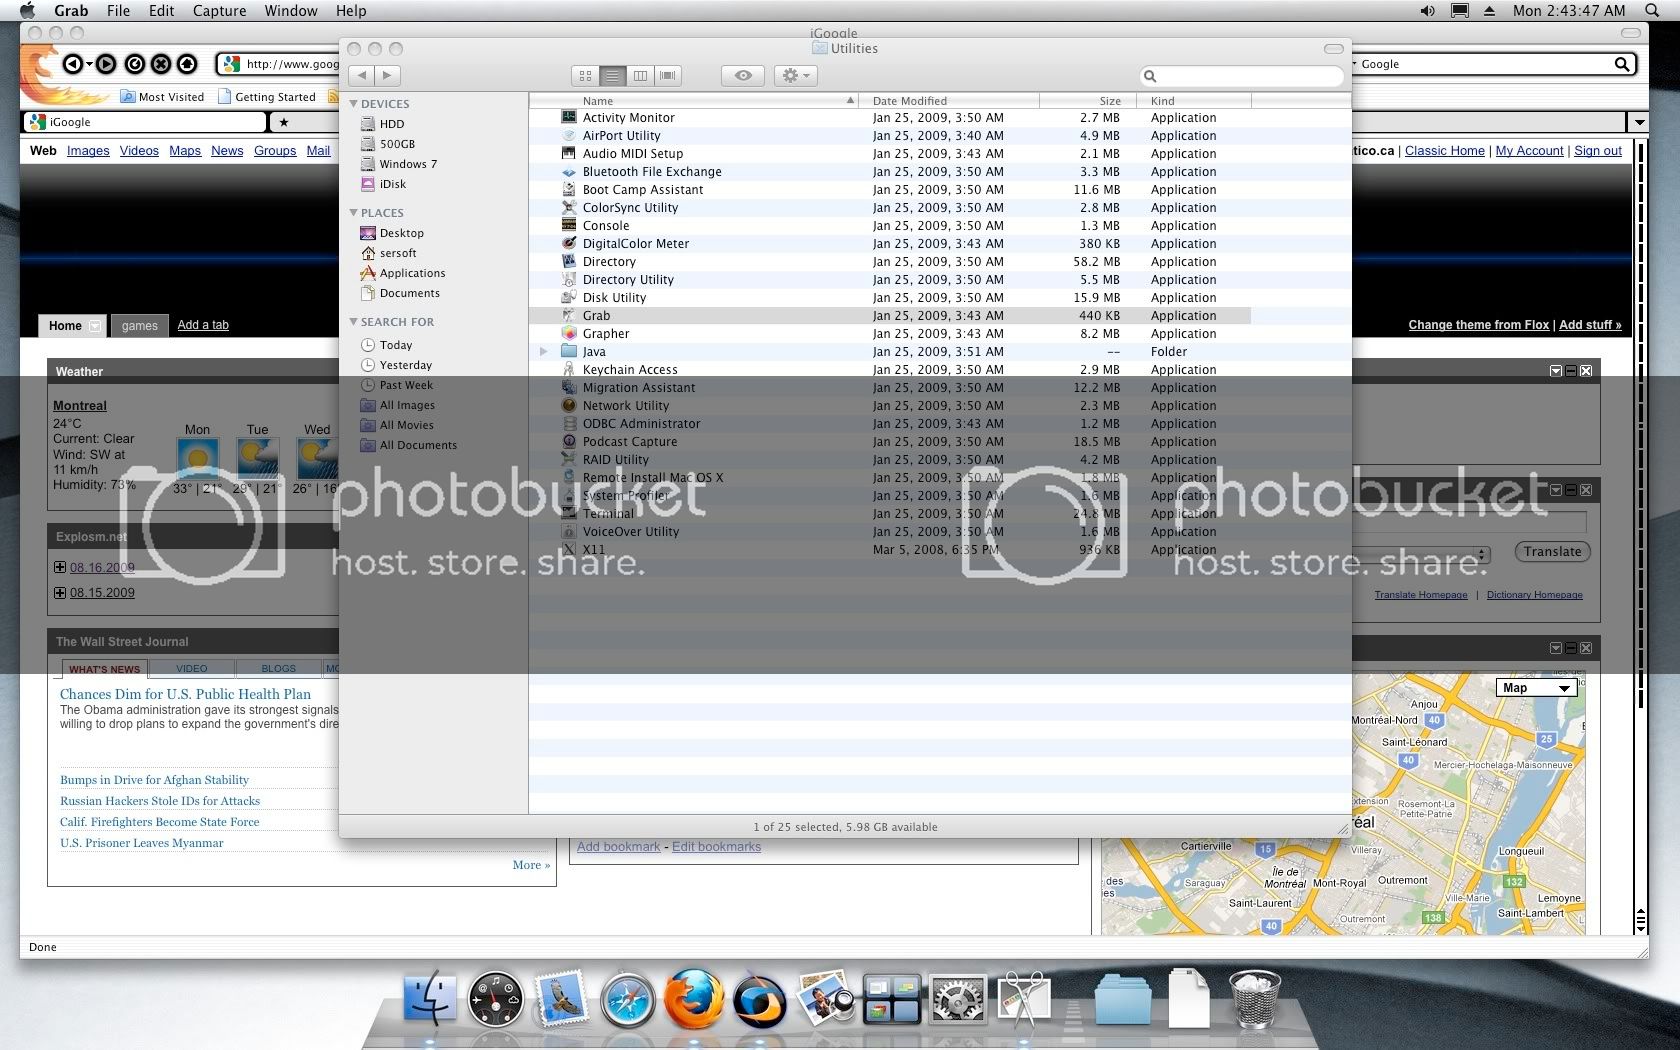 Grab File Edit Capture Window Help Mon 2:43:47 AM
iGoogle
Utilities
http://www.goog
Google
Most Visited Getting Started
iGoogle
Web Images Videos Maps News Groups Mail
tico.ca | Classic Home | My Account | Sign out
Home games Add a tab
Change theme from Flox | Add stuff »
DEVICES
HDD
500GB
Windows 7
iDisk
PLACES
Desktop
sersoft
Applications
Documents
SEARCH FOR
Today
Yesterday
Past Week
All Images
All Movies
All Documents
Name Date Modified Size Kind
Activity Monitor Jan 25, 2009, 3:50 AM 2.7 MB Application
AirPort Utility Jan 25, 2009, 3:40 AM 4.9 MB Application
Audio MIDI Setup Jan 25, 2009, 3:43 AM 2.1 MB Application
Bluetooth File Exchange Jan 25, 2009, 3:50 AM 3.3 MB Application
Boot Camp Assistant Jan 25, 2009, 3:50 AM 11.6 MB Application
ColorSync Utility Jan 25, 2009, 3:50 AM 2.8 MB Application
Console Jan 25, 2009, 3:50 AM 1.3 MB Application
DigitalColor Meter Jan 25, 2009, 3:43 AM 380 KB Application
Directory Jan 25, 2009, 3:50 AM 58.2 MB Application
Directory Utility Jan 25, 2009, 3:50 AM 5.5 MB Application
Disk Utility Jan 25, 2009, 3:50 AM 15.9 MB Application
Grab Jan 25, 2009, 3:43 AM 440 KB Application
Grapher Jan 25, 2009, 3:43 AM 8.2 MB Application
Java Jan 25, 2009, 3:51 AM -- Folder
Keychain Access Jan 25, 2009, 3:50 AM 2.9 MB Application
Migration Assistant Jan 25, 2009, 3:50 AM 12.2 MB Application
Network Utility Jan 25, 2009, 3:50 AM 2.3 MB Application
ODBC Administrator Jan 25, 2009, 3:43 AM 1.2 MB Application
Podcast Capture Jan 25, 2009, 3:50 AM 18.5 MB Application
RAID Utility Jan 25, 2009, 3:50 AM 4.2 MB Application
Remote Install Mac OS X Jan 25, 2009, 3:50 AM 1.8 MB Application
System Profiler Jan 25, 2009, 3:50 AM 1.6 MB Application
Terminal Jan 25, 2009, 3:50 AM 24.8 MB Application
VoiceOver Utility Jan 25, 2009, 3:50 AM 1.6 MB Application
X11 Mar 5, 2008, 6:35 PM 936 KB Application
1 of 25 selected, 5.98 GB available
Weather
Montreal
24°C
Current: Clear
Wind: SW at
11 km/h
Humidity: 73%
Mon Tue Wed
33° | 21° 29° | 21° 26° | 16
photobucket
host. store. share.
photobucket
host. store. share.
Explosm.net
08.16.2009
08.15.2009
Translate
Translate Homepage | Dictionary Homepage
The Wall Street Journal
WHAT'S NEWS VIDEO BLOGS MO
Chances Dim for U.S. Public Health Plan
The Obama administration gave its strongest signals
willing to drop plans to expand the government's dire
Bumps in Drive for Afghan Stability
Russian Hackers Stole IDs for Attacks
Calif. Firefighters Become State Force
U.S. Prisoner Leaves Myanmar
More »
Add bookmark - Edit bookmarks
Map
Anjou
Montréal-Nord 40
25
Saint-Léonard
40
Mercier-Hochelaga-Maisonneuve
xtension
Rosemont-La
Petite-Patrie
réal
Cartierville 15 Villeray Longueuil
Île de
Montréal Mont-Royal Outremont 132
des
Saraguay Ville-Marie Lemoyne
Saint-Laurent Saint-Lambert
Outremont 138
40
Done